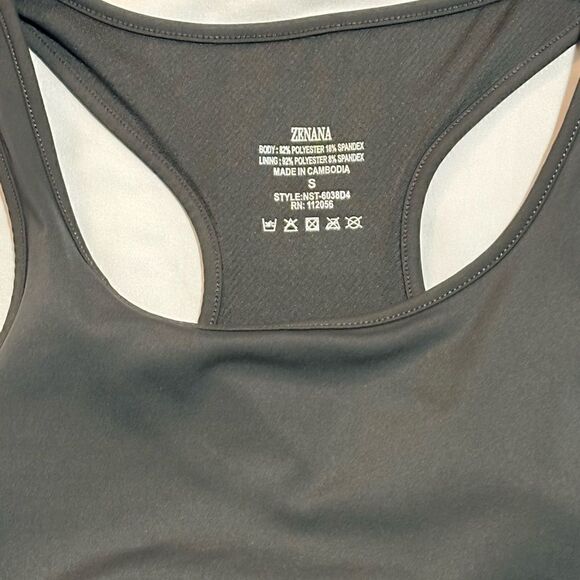 ZENANA
BODY : 82% POLYESTER 18% SPANDEX
LINING : 92% POLYESTER 8% SPANDEX
MADE IN CAMBODIA
S
STYLE:NST-6038D4
RN: 112056